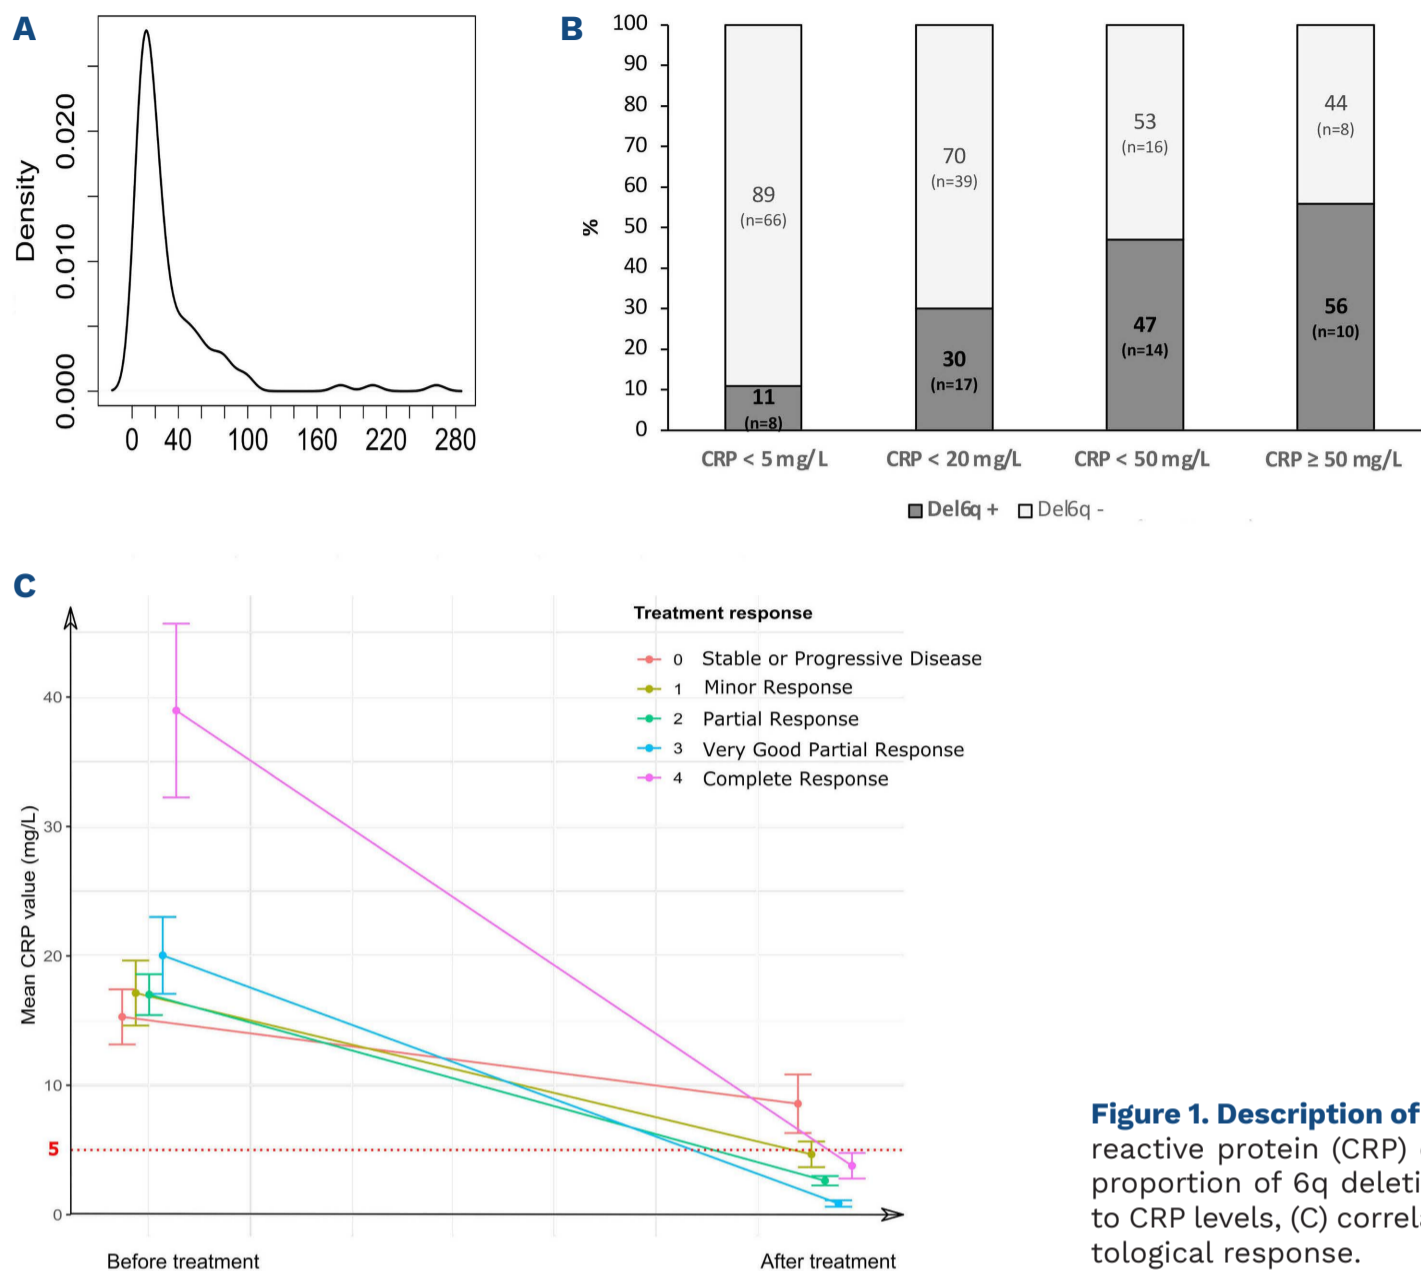 A
Density
0.000
0.010
0.020
0 40 100 160 220 280
B
%
100
90
80
70
60
50
40
30
20
10
0
89
(n=66)
11
(n=8)
70
(n=39)
30
(n=17)
53
(n=16)
47
(n=14)
44
(n=8)
56
(n=10)
CRP < 5 mg/L CRP < 20 mg/L CRP < 50 mg/L CRP ≥ 50 mg/L
Del6q + Del6q -
C
Mean CRP value (mg/L)
40
30
20
10
5
0
Treatment response
0 Stable or Progressive Disease
1 Minor Response
2 Partial Response
3 Very Good Partial Response
4 Complete Response
Before treatment After treatment
Figure 1. Description of
reactive protein (CRP)
proportion of 6q
to CRP levels, (C)
tological response.